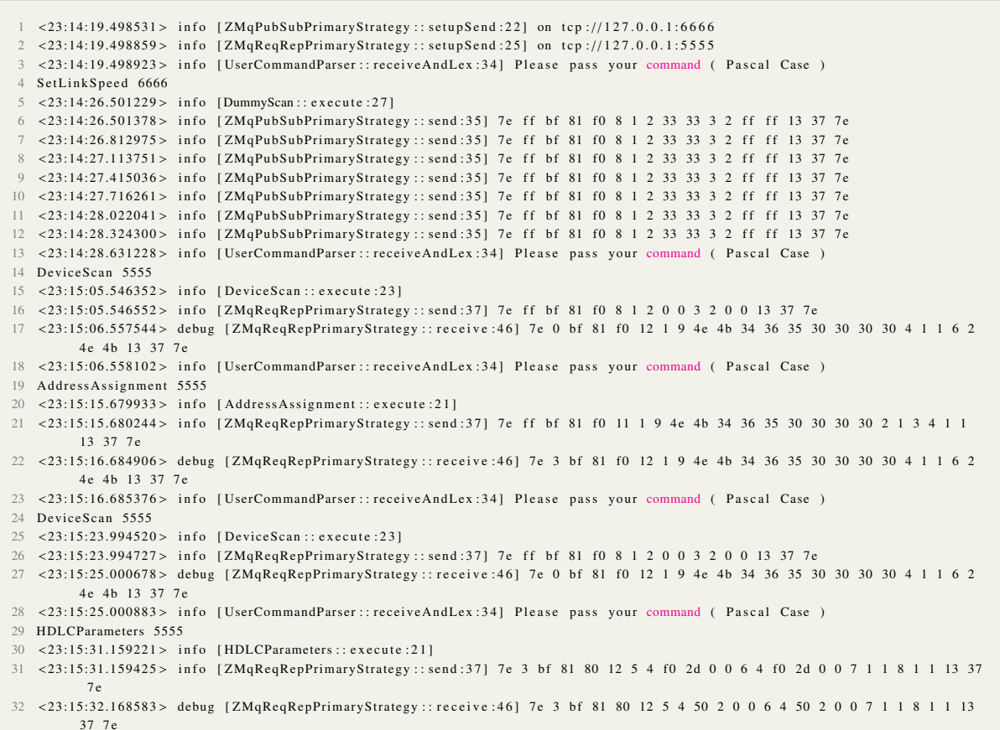 1 <23:14:19.498531> info [ZMqPubSubPrimaryStrategy::setupSend:22] on tcp://127.0.0.1:6666
2 <23:14:19.498859> info [ZMqReqRepPrimaryStrategy::setupSend:25] on tcp://127.0.0.1:5555
3 <23:14:19.498923> info [UserCommandParser::receiveAndLex:34] Please pass your command ( Pascal Case )
4 SetLinkSpeed 6666
5 <23:14:26.501229> info [DummyScan::execute:27]
6 <23:14:26.501378> info [ZMqPubSubPrimaryStrategy::send:35] 7e ff bf 81 f0 8 1 2 33 33 3 2 ff ff 13 37 7e
7 <23:14:26.812975> info [ZMqPubSubPrimaryStrategy::send:35] 7e ff bf 81 f0 8 1 2 33 33 3 2 ff ff 13 37 7e
8 <23:14:27.113751> info [ZMqPubSubPrimaryStrategy::send:35] 7e ff bf 81 f0 8 1 2 33 33 3 2 ff ff 13 37 7e
9 <23:14:27.415036> info [ZMqPubSubPrimaryStrategy::send:35] 7e ff bf 81 f0 8 1 2 33 33 3 2 ff ff 13 37 7e
10 <23:14:27.716261> info [ZMqPubSubPrimaryStrategy::send:35] 7e ff bf 81 f0 8 1 2 33 33 3 2 ff ff 13 37 7e
11 <23:14:28.022041> info [ZMqPubSubPrimaryStrategy::send:35] 7e ff bf 81 f0 8 1 2 33 33 3 2 ff ff 13 37 7e
12 <23:14:28.324300> info [ZMqPubSubPrimaryStrategy::send:35] 7e ff bf 81 f0 8 1 2 33 33 3 2 ff ff 13 37 7e
13 <23:14:28.631228> info [UserCommandParser::receiveAndLex:34] Please pass your command ( Pascal Case )
14 DeviceScan 5555
15 <23:15:05.546352> info [DeviceScan::execute:23]
16 <23:15:05.546552> info [ZMqReqRepPrimaryStrategy::send:37] 7e ff bf 81 f0 8 1 2 0 0 3 2 0 0 13 37 7e
17 <23:15:06.557544> debug [ZMqReqRepPrimaryStrategy::receive:46] 7e 0 bf 81 f0 12 1 9 4e 4b 34 36 35 30 30 30 30 4 1 1 6 2
4e 4b 13 37 7e
18 <23:15:06.558102> info [UserCommandParser::receiveAndLex:34] Please pass your command ( Pascal Case )
19 AddressAssignment 5555
20 <23:15:15.679933> info [AddressAssignment::execute:21]
21 <23:15:15.680244> info [ZMqReqRepPrimaryStrategy::send:37] 7e ff bf 81 f0 11 1 9 4e 4b 34 36 35 30 30 30 30 2 1 3 4 1 1
13 37 7e
22 <23:15:16.684906> debug [ZMqReqRepPrimaryStrategy::receive:46] 7e 3 bf 81 f0 12 1 9 4e 4b 34 36 35 30 30 30 30 4 1 1 6 2
4e 4b 13 37 7e
23 <23:15:16.685376> info [UserCommandParser::receiveAndLex:34] Please pass your command ( Pascal Case )
24 DeviceScan 5555
25 <23:15:23.994520> info [DeviceScan::execute:23]
26 <23:15:23.994727> info [ZMqReqRepPrimaryStrategy::send:37] 7e ff bf 81 f0 8 1 2 0 0 3 2 0 0 13 37 7e
27 <23:15:25.000678> debug [ZMqReqRepPrimaryStrategy::receive:46] 7e 0 bf 81 f0 12 1 9 4e 4b 34 36 35 30 30 30 30 4 1 1 6 2
4e 4b 13 37 7e
28 <23:15:25.000883> info [UserCommandParser::receiveAndLex:34] Please pass your command ( Pascal Case )
29 HDLCParameters 5555
30 <23:15:31.159221> info [HDLCParameters::execute:21]
31 <23:15:31.159425> info [ZMqReqRepPrimaryStrategy::send:37] 7e 3 bf 81 80 12 5 4 f0 2d 0 0 6 4 f0 2d 0 0 7 1 1 8 1 1 13 37
7e
32 <23:15:32.168583> debug [ZMqReqRepPrimaryStrategy::receive:46] 7e 3 bf 81 80 12 5 4 50 2 0 0 6 4 50 2 0 0 7 1 1 8 1 1 13
37 7e